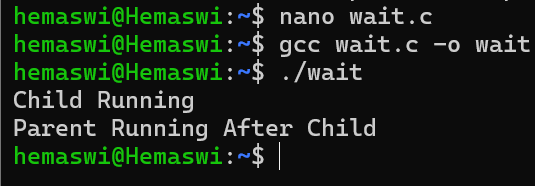 hemaswi@Hemaswi:~$ nano wait.c
hemaswi@Hemaswi:~$ gcc wait.c -o wait
hemaswi@Hemaswi:~$ ./wait
Child Running
Parent Running After Child
hemaswi@Hemaswi:~$